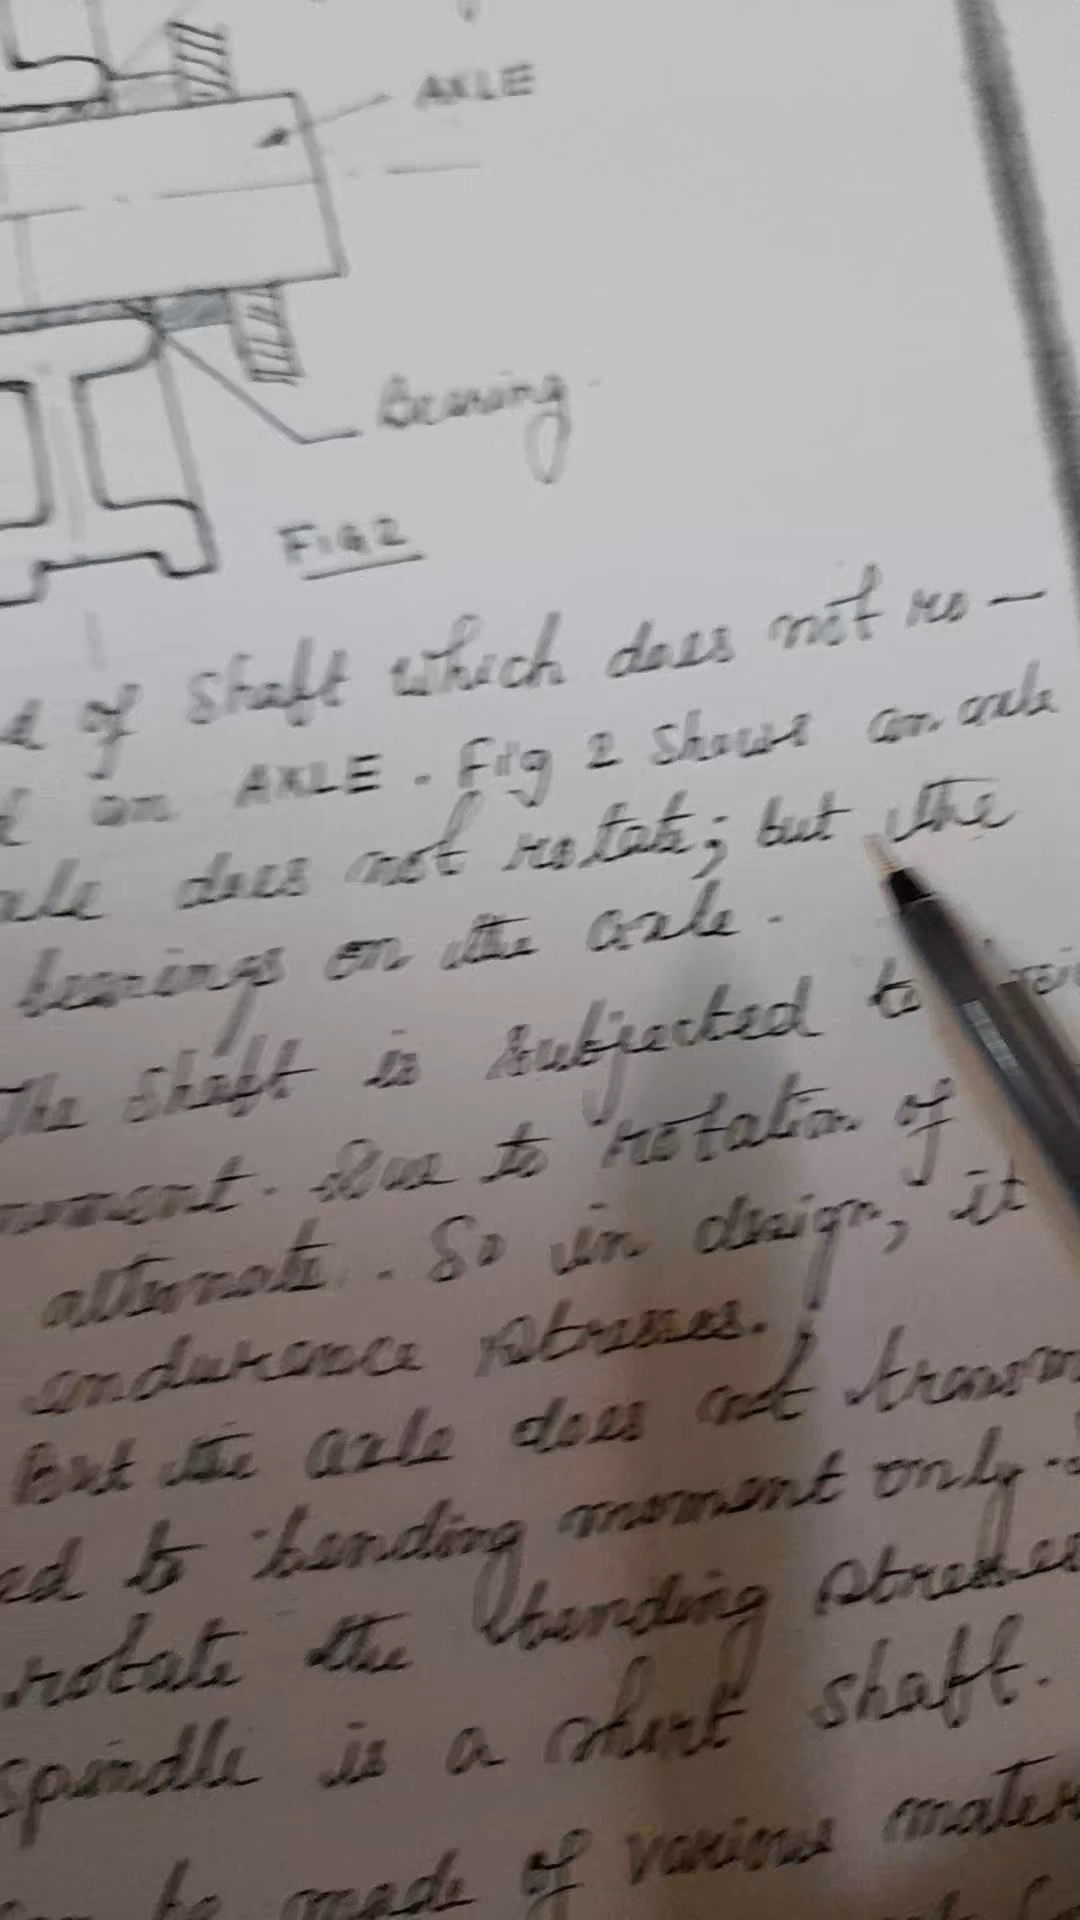 AXLE
Bearing
FIG 2
of Shaft which does not ro-
an AXLE. Fig 2 Shows an axle
does not rotate; but the
bearings on the axle.
The Shaft is Subjected to
moment. Due to rotation of
alternate. So in design, it
endurance stresses.
But the axle does not transm
ed to bending moment only.
rotate the bending stresses
spindle is a short shaft.
be made of various mater